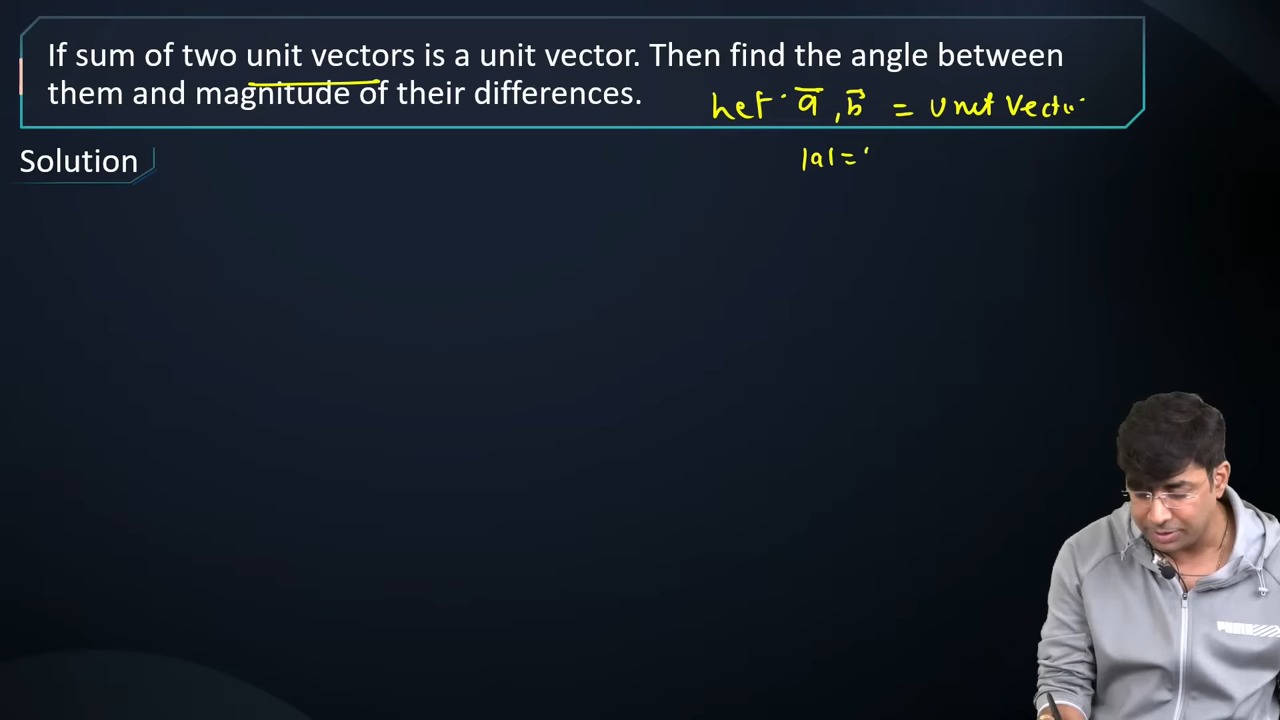 If sum of two unit vectors is a unit vector. Then find the angle between
them and magnitude of their differences.
let a, b = unit vector
|a| =
Solution
PUMA